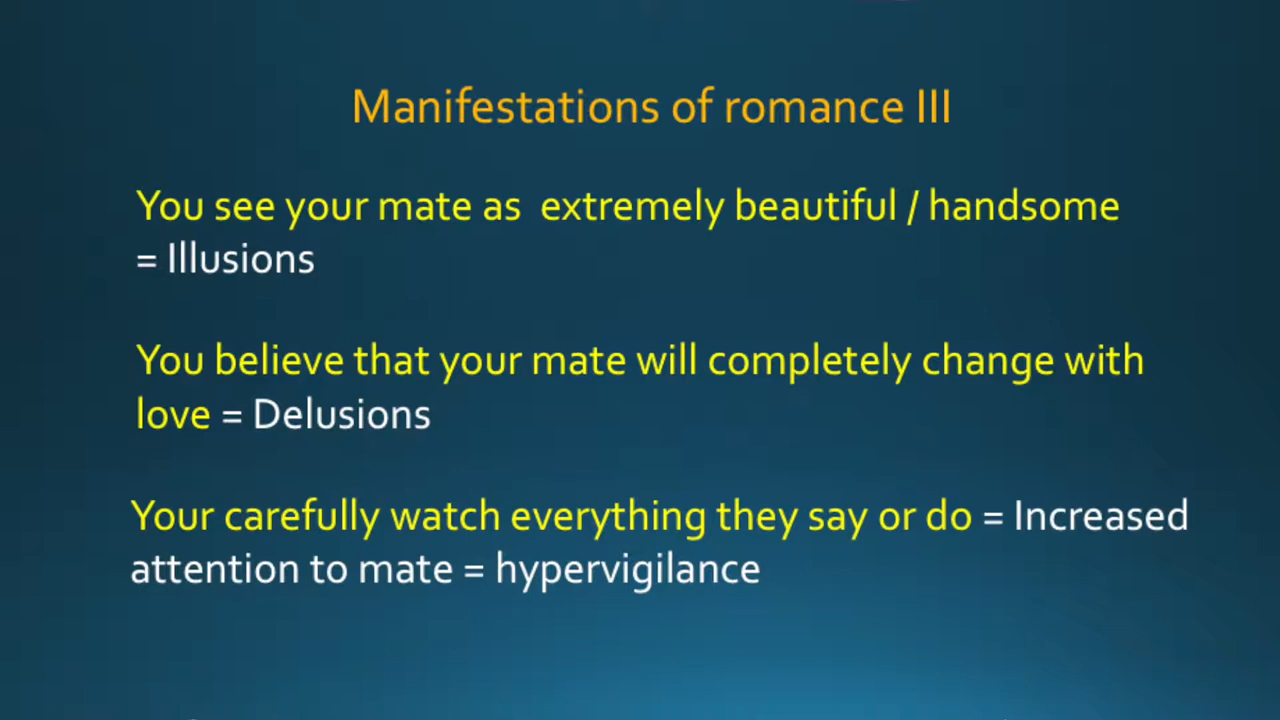 Manifestations of romance III
You see your mate as extremely beautiful / handsome
= Illusions
You believe that your mate will completely change with
love = Delusions
Your carefully watch everything they say or do = Increased
attention to mate = hypervigilance